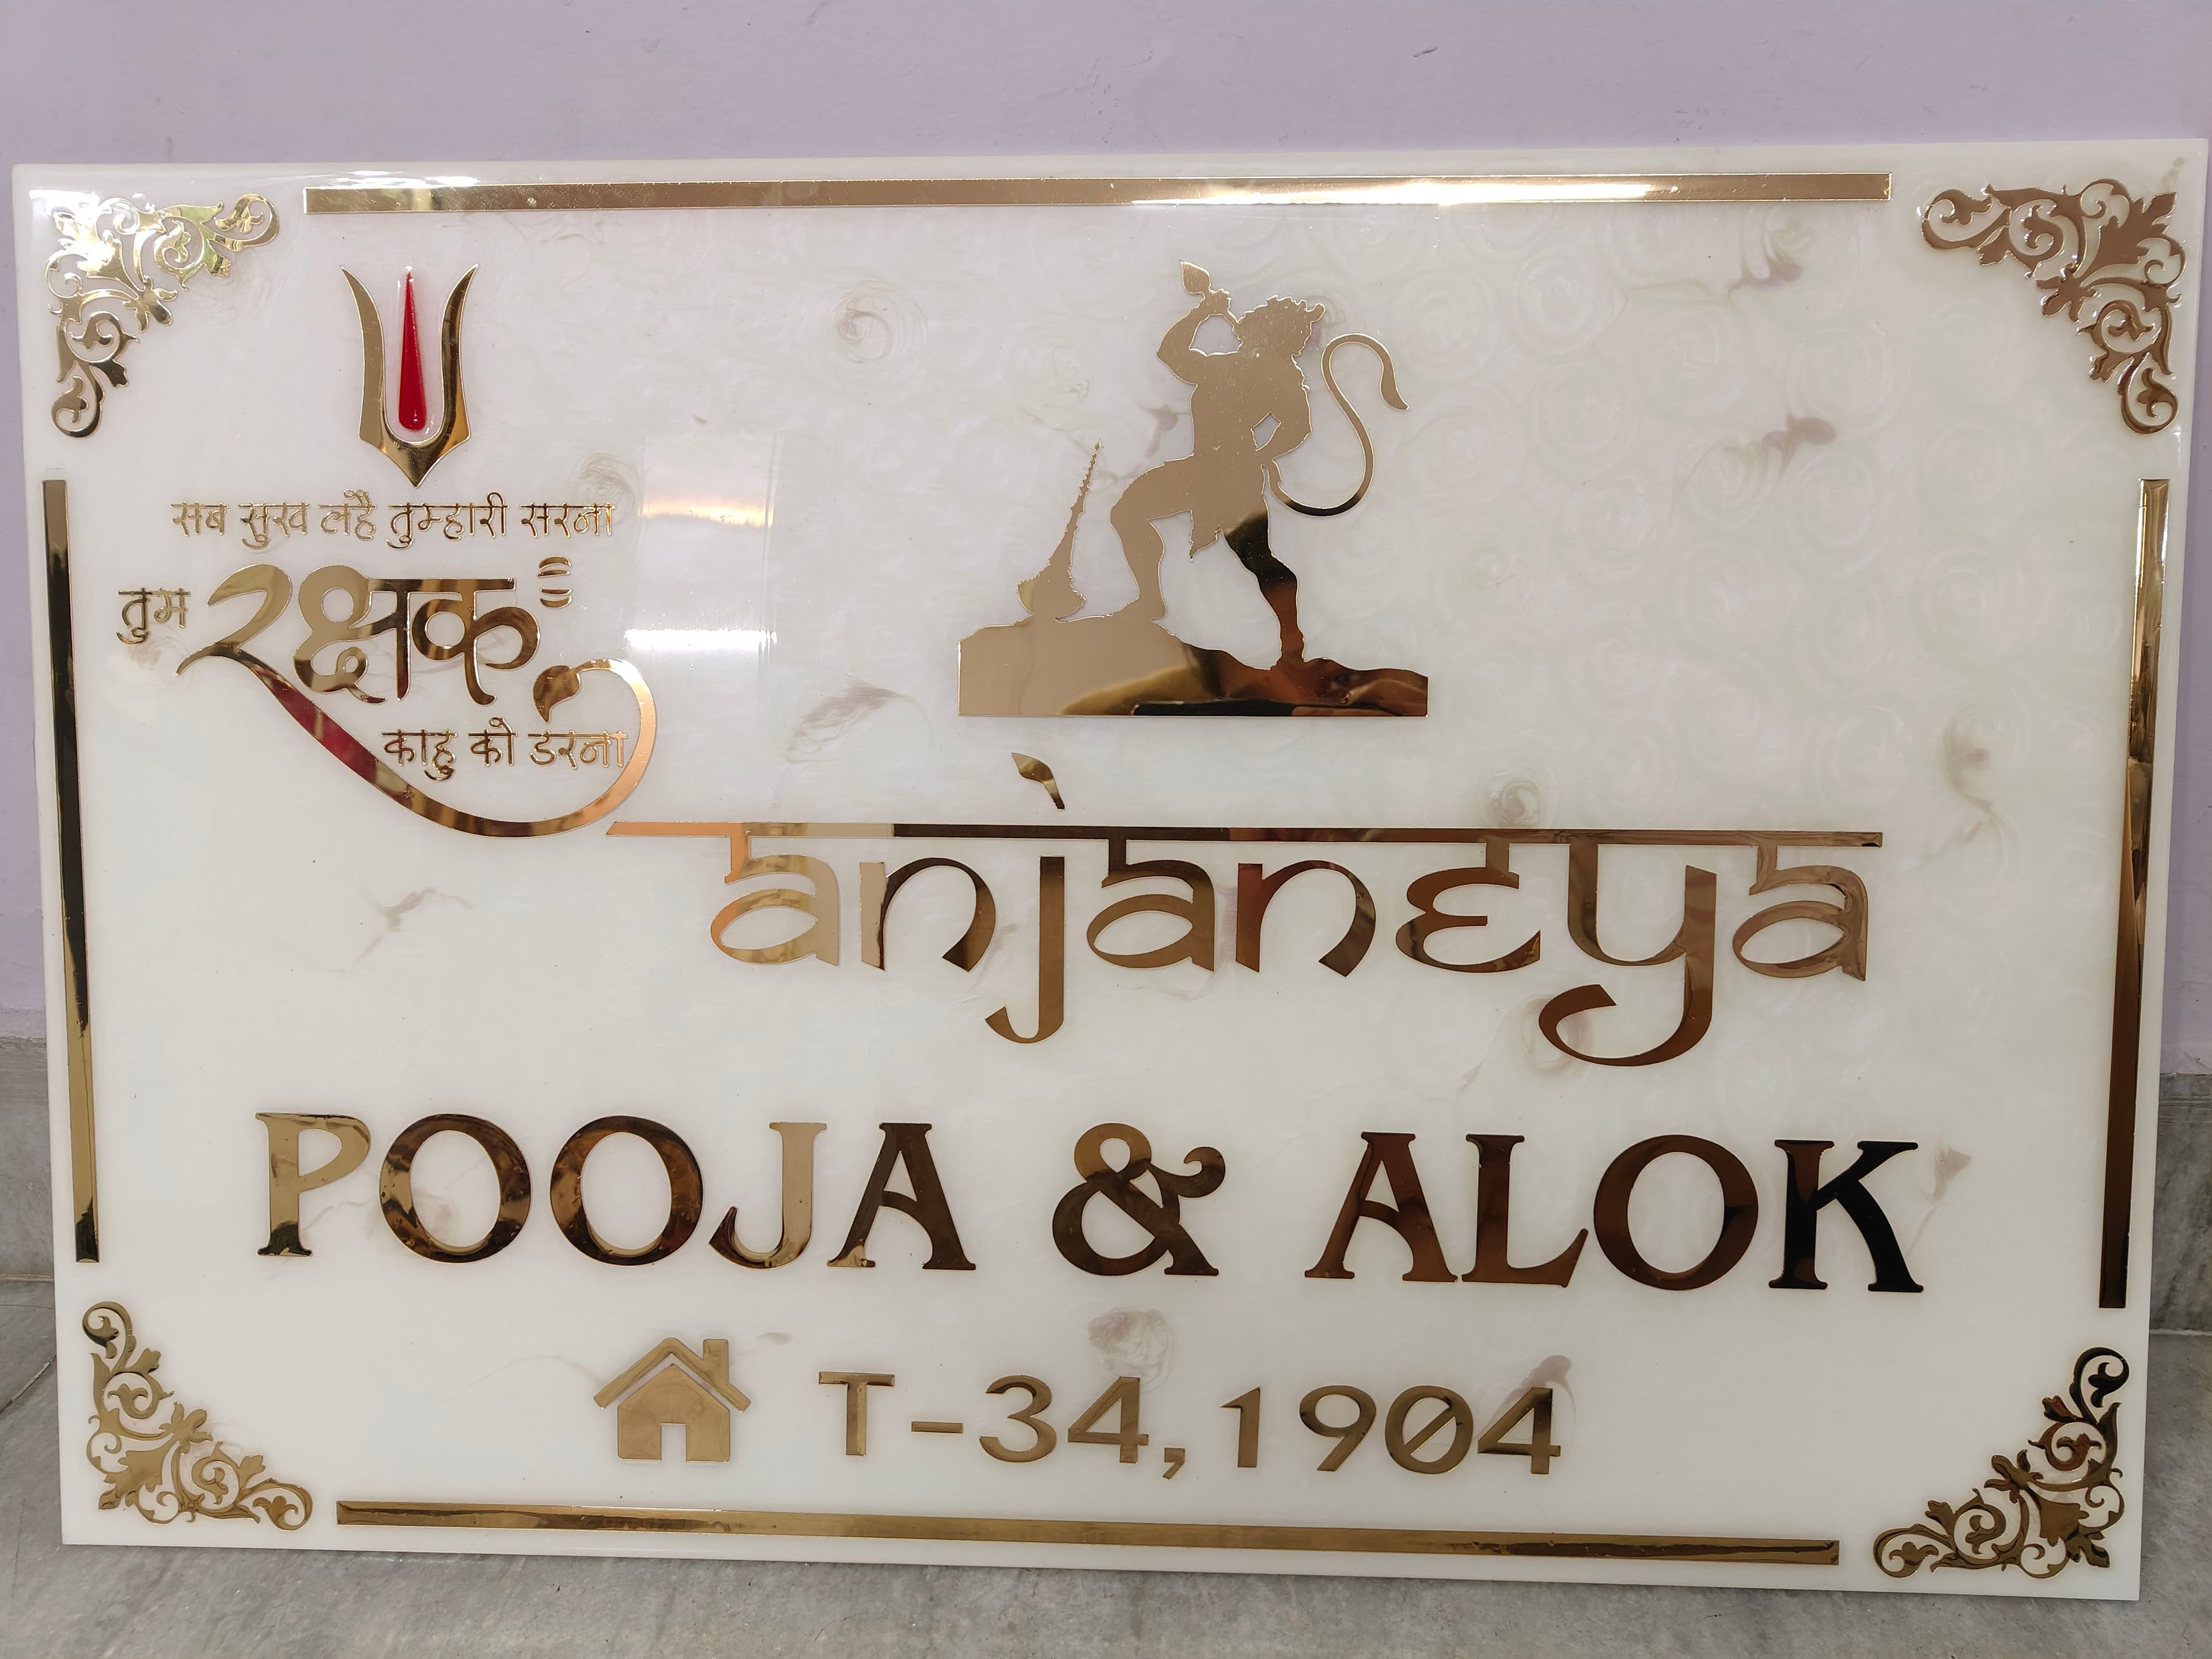 सब सुख लहै तुम्हारी सरना
तुम रक्षक
काहु को डरना
anjaneya
POOJA & ALOK
T-34,1904